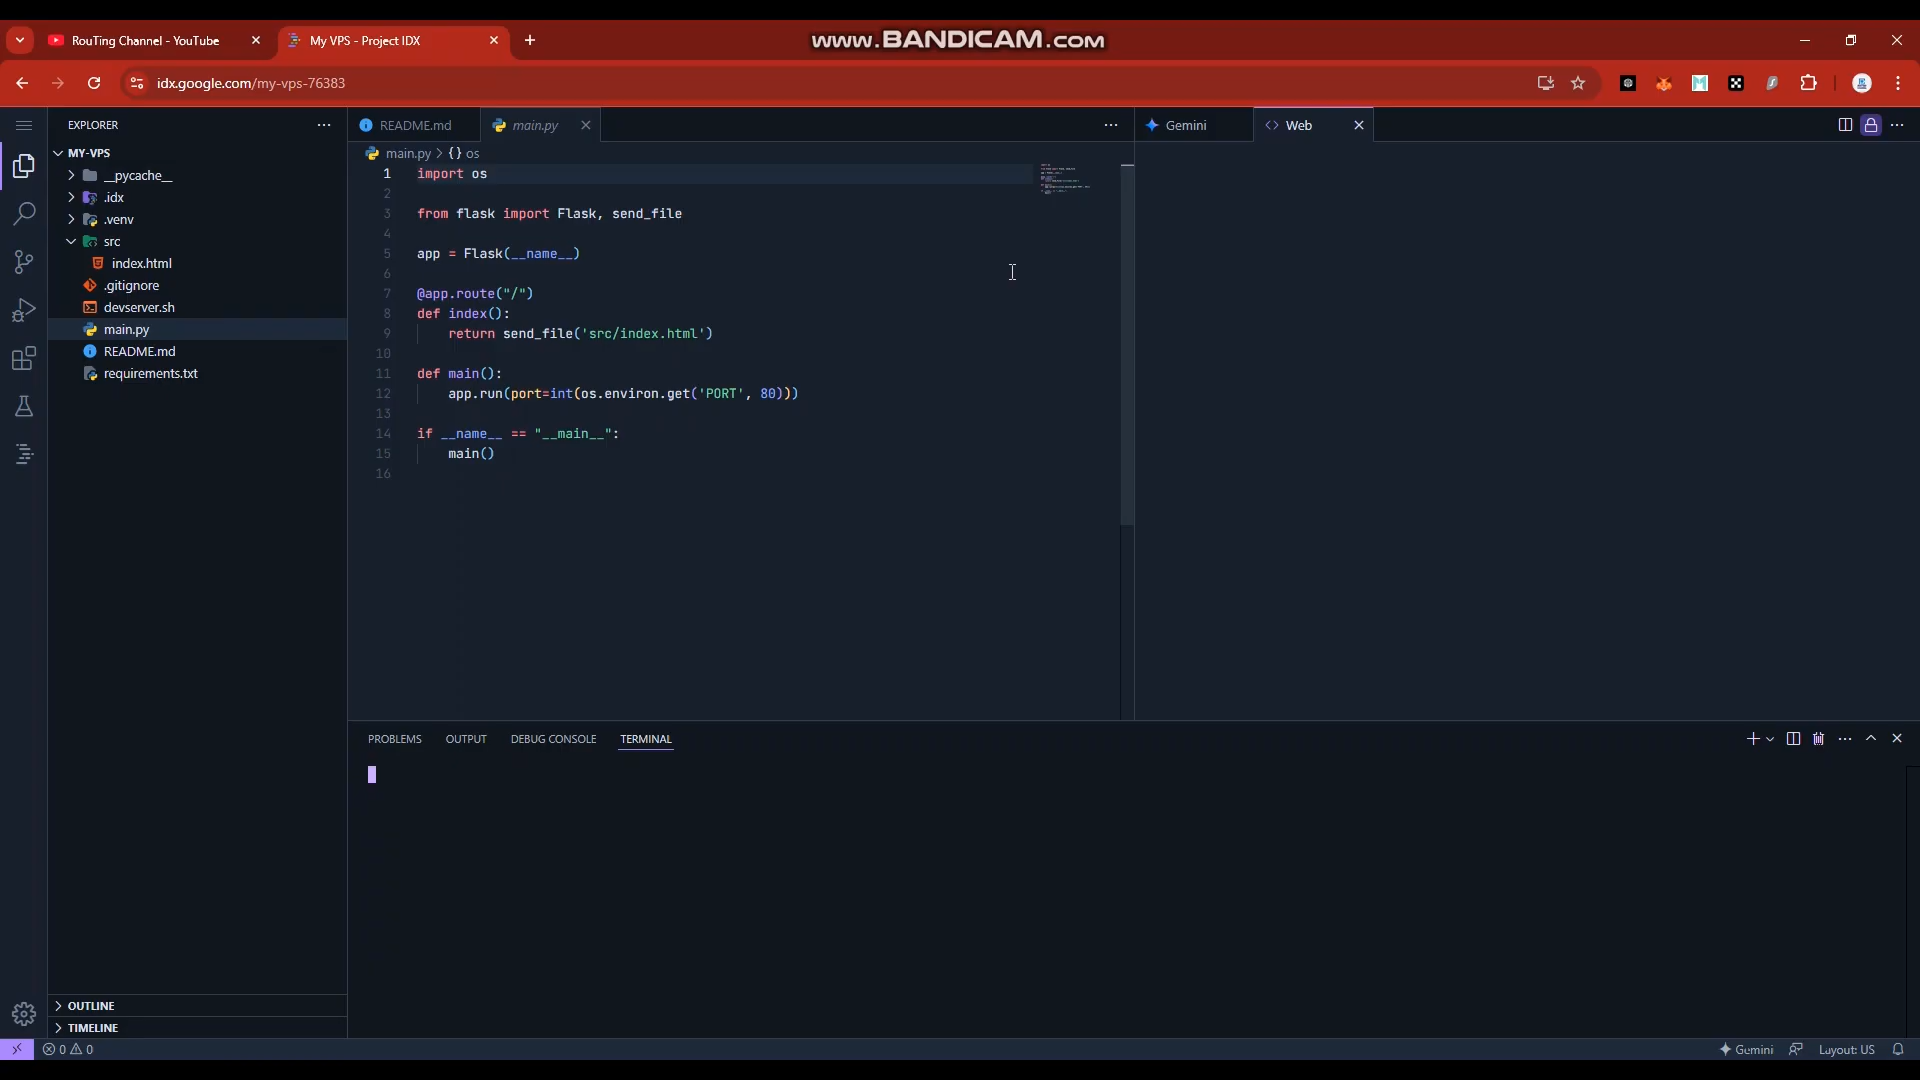 RouTing Channel - YouTube
My VPS - Project IDX
www.BANDICAM.com
idx.google.com/my-vps-76383
EXPLORER
MY-VPS
__pycache__
.idx
.venv
src
index.html
.gitignore
devserver.sh
main.py
README.md
requirements.txt
OUTLINE
TIMELINE
README.md
main.py
main.py > {} os
1 import os
2
3 from flask import Flask, send_file
4
5 app = Flask(__name__)
6
7 @app.route("/")
8 def index():
9 return send_file('src/index.html')
10
11 def main():
12 app.run(port=int(os.environ.get('PORT', 80)))
13
14 if __name__ == "__main__":
15 main()
16
Gemini
<> Web
PROBLEMS
OUTPUT
DEBUG CONSOLE
TERMINAL
0
0
Gemini
Layout: US